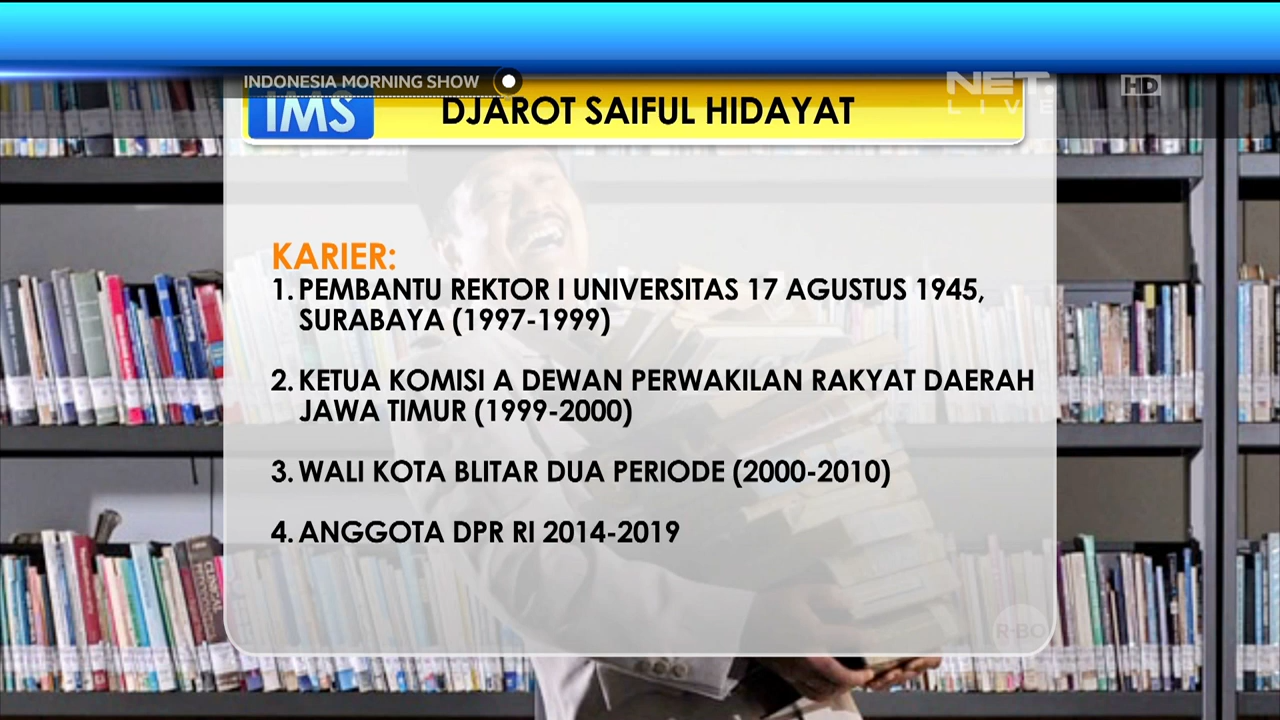 INDONESIA MORNING SHOW
NET.
LIVE
HD
IMS
DJAROT SAIFUL HIDAYAT
KARIER:
1. PEMBANTU REKTOR I UNIVERSITAS 17 AGUSTUS 1945,
SURABAYA (1997-1999)
2. KETUA KOMISI A DEWAN PERWAKILAN RAKYAT DAERAH
JAWA TIMUR (1999-2000)
3. WALI KOTA BLITAR DUA PERIODE (2000-2010)
4. ANGGOTA DPR RI 2014-2019
R-BO